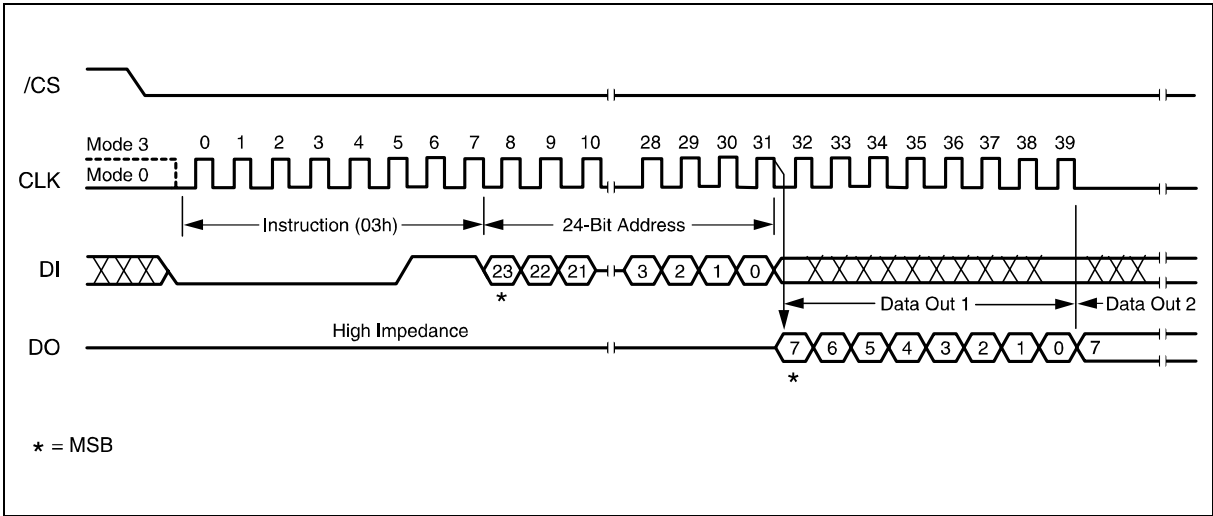 /CS
Mode 3
0 1 2 3 4 5 6 7 8 9 10 28 29 30 31 32 33 34 35 36 37 38 39
CLK
Mode 0
Instruction (03h)
24-Bit Address
DI
23 22 21 3 2 1 0
*
Data Out 1
Data Out 2
High Impedance
DO
7 6 5 4 3 2 1 0 7
*
* = MSB